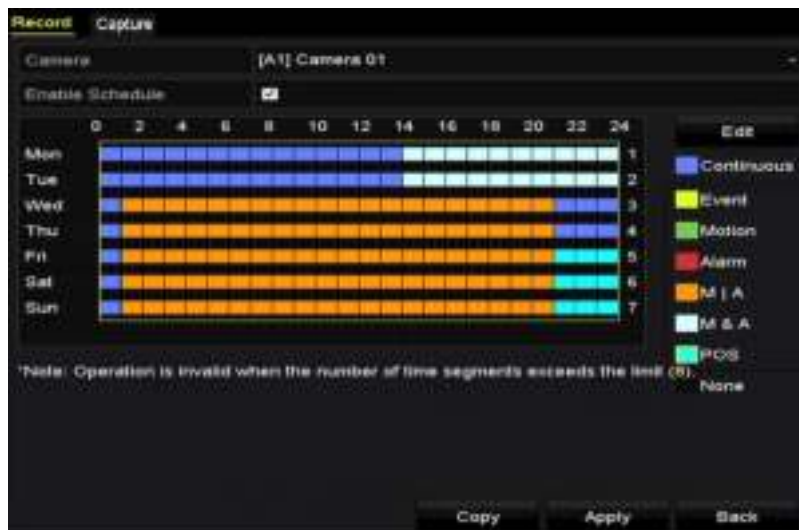 Record Capture
Camera [A1] Camera 01
Enable Schedule
0 2 4 6 8 10 12 14 16 18 20 22 24
Edit
Mon 1
Continuous
Tue 2
Event
Wed 3
Motion
Thu 4
Alarm
Fri 5
M | A
Sat 6
M & A
Sun 7
POS
*Note: Operation is invalid when the number of time segments exceeds the limit (8).
None
Copy Apply Back